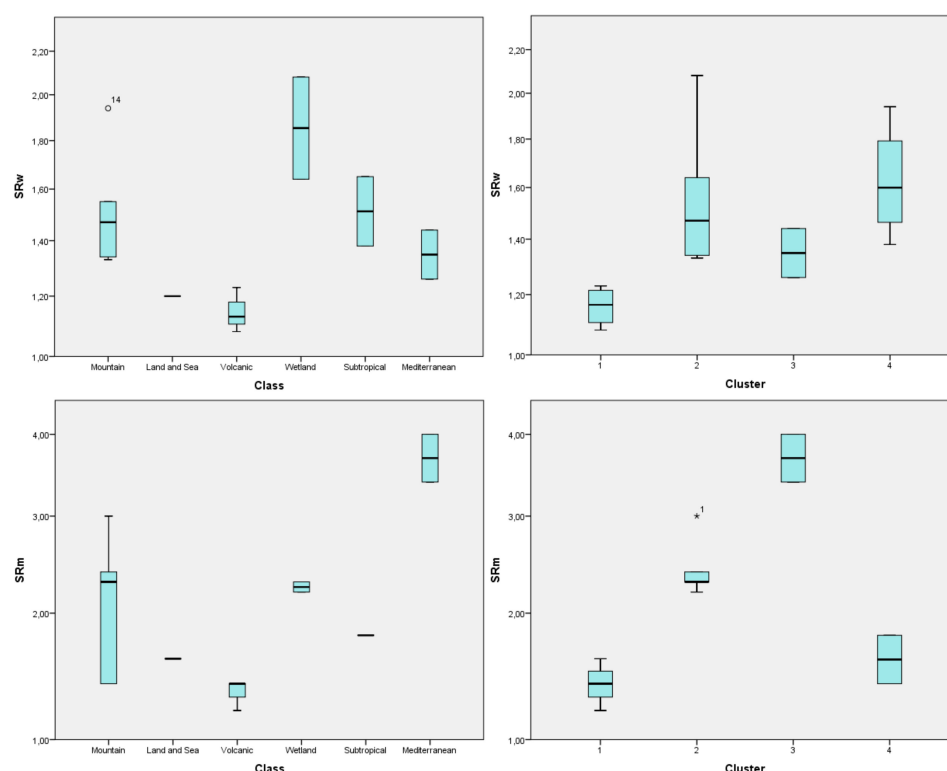 2,20
2,00
1,80
1,60
1,40
1,20
1,00
SRw
14
Mountain Land and Sea Volcanic Wetland Subtropical Mediterranean
Class
2,20
2,00
1,80
1,60
1,40
1,20
1,00
SRw
1 2 3 4
Cluster
4,00
3,00
2,00
1,00
SRm
Mountain Land and Sea Volcanic Wetland Subtropical Mediterranean
Class
4,00
3,00
2,00
1,00
SRm
1
1 2 3 4
Cluster